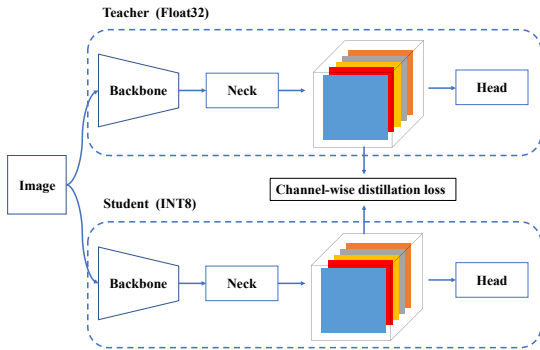 Teacher (Float32)
Backbone
Neck
Head
Image
Channel-wise distillation loss
Student (INT8)
Backbone
Neck
Head